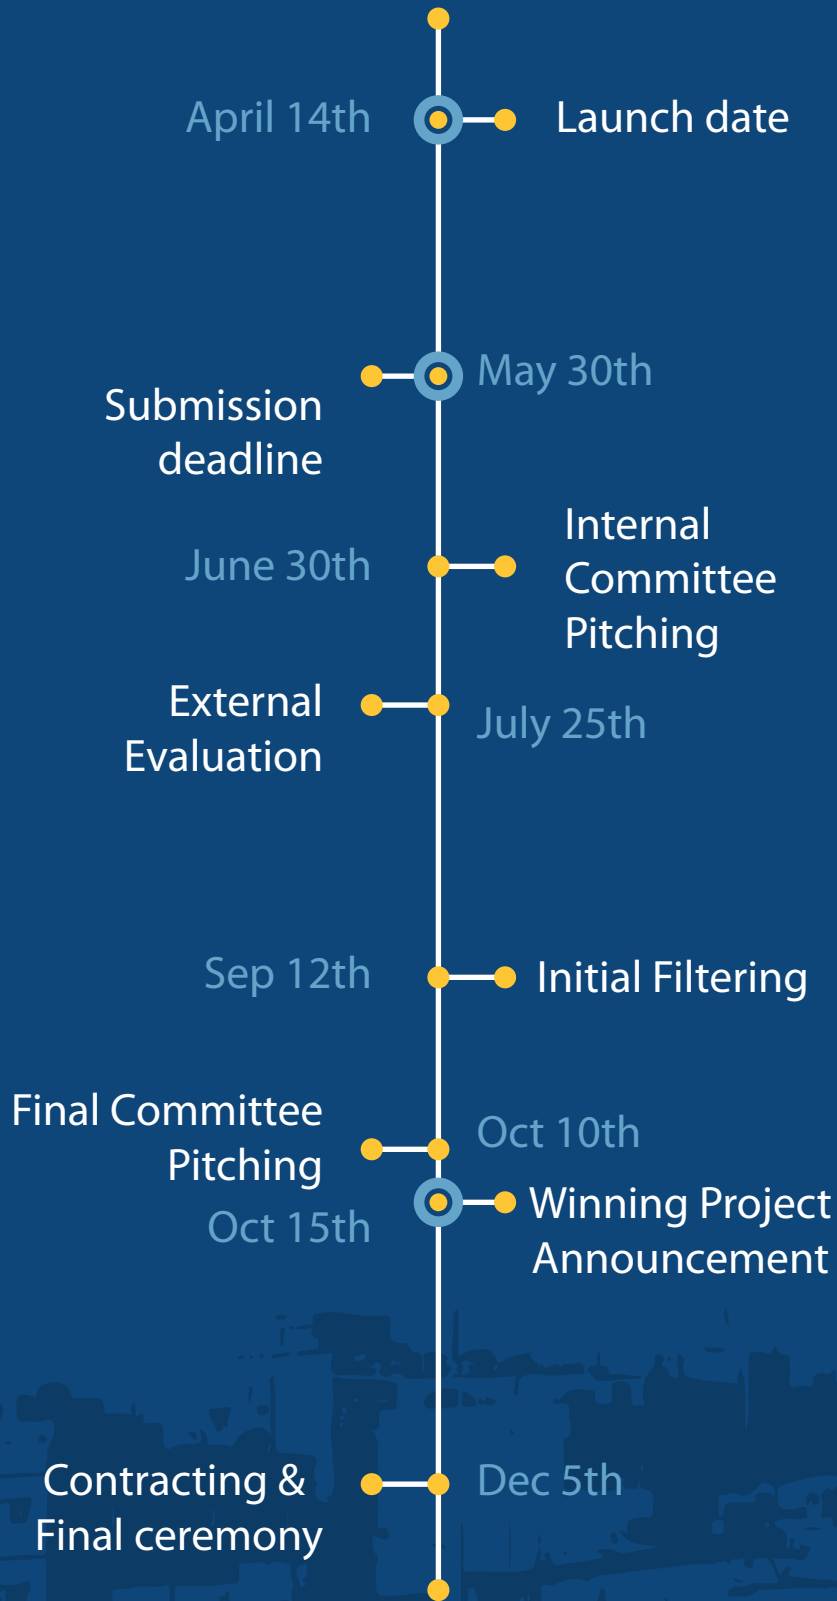 April 14th
Launch date
May 30th
Submission
deadline
June 30th
Internal
Committee
Pitching
External
Evaluation
July 25th
Sep 12th
Initial Filtering
Final Committee
Pitching
Oct 10th
Oct 15th
Winning Project
Announcement
Contracting &
Final ceremony
Dec 5th